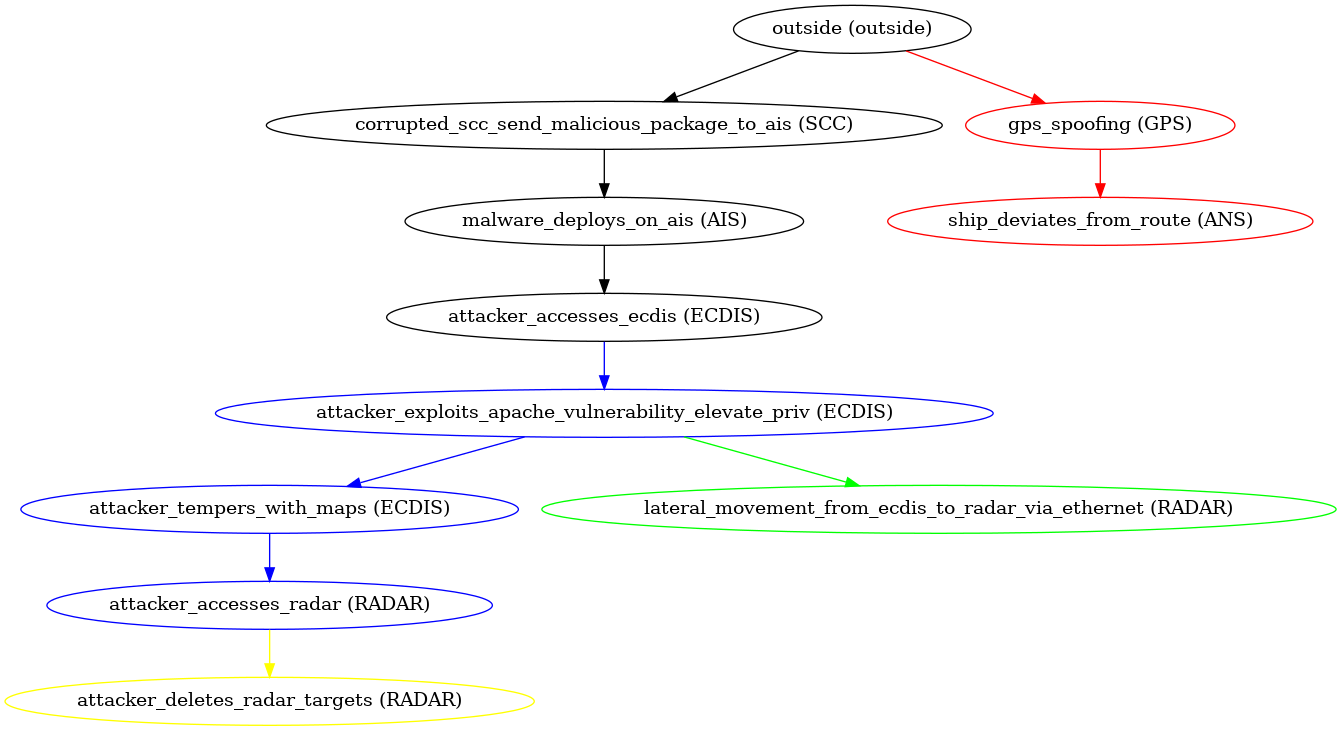 outside (outside)
corrupted_scc_send_malicious_package_to_ais (SCC)
gps_spoofing (GPS)
malware_deploys_on_ais (AIS)
ship_deviates_from_route (ANS)
attacker_accesses_ecdis (ECDIS)
attacker_exploits_apache_vulnerability_elevate_priv (ECDIS)
attacker_tempers_with_maps (ECDIS)
lateral_movement_from_ecdis_to_radar_via_ethernet (RADAR)
attacker_accesses_radar (RADAR)
attacker_deletes_radar_targets (RADAR)